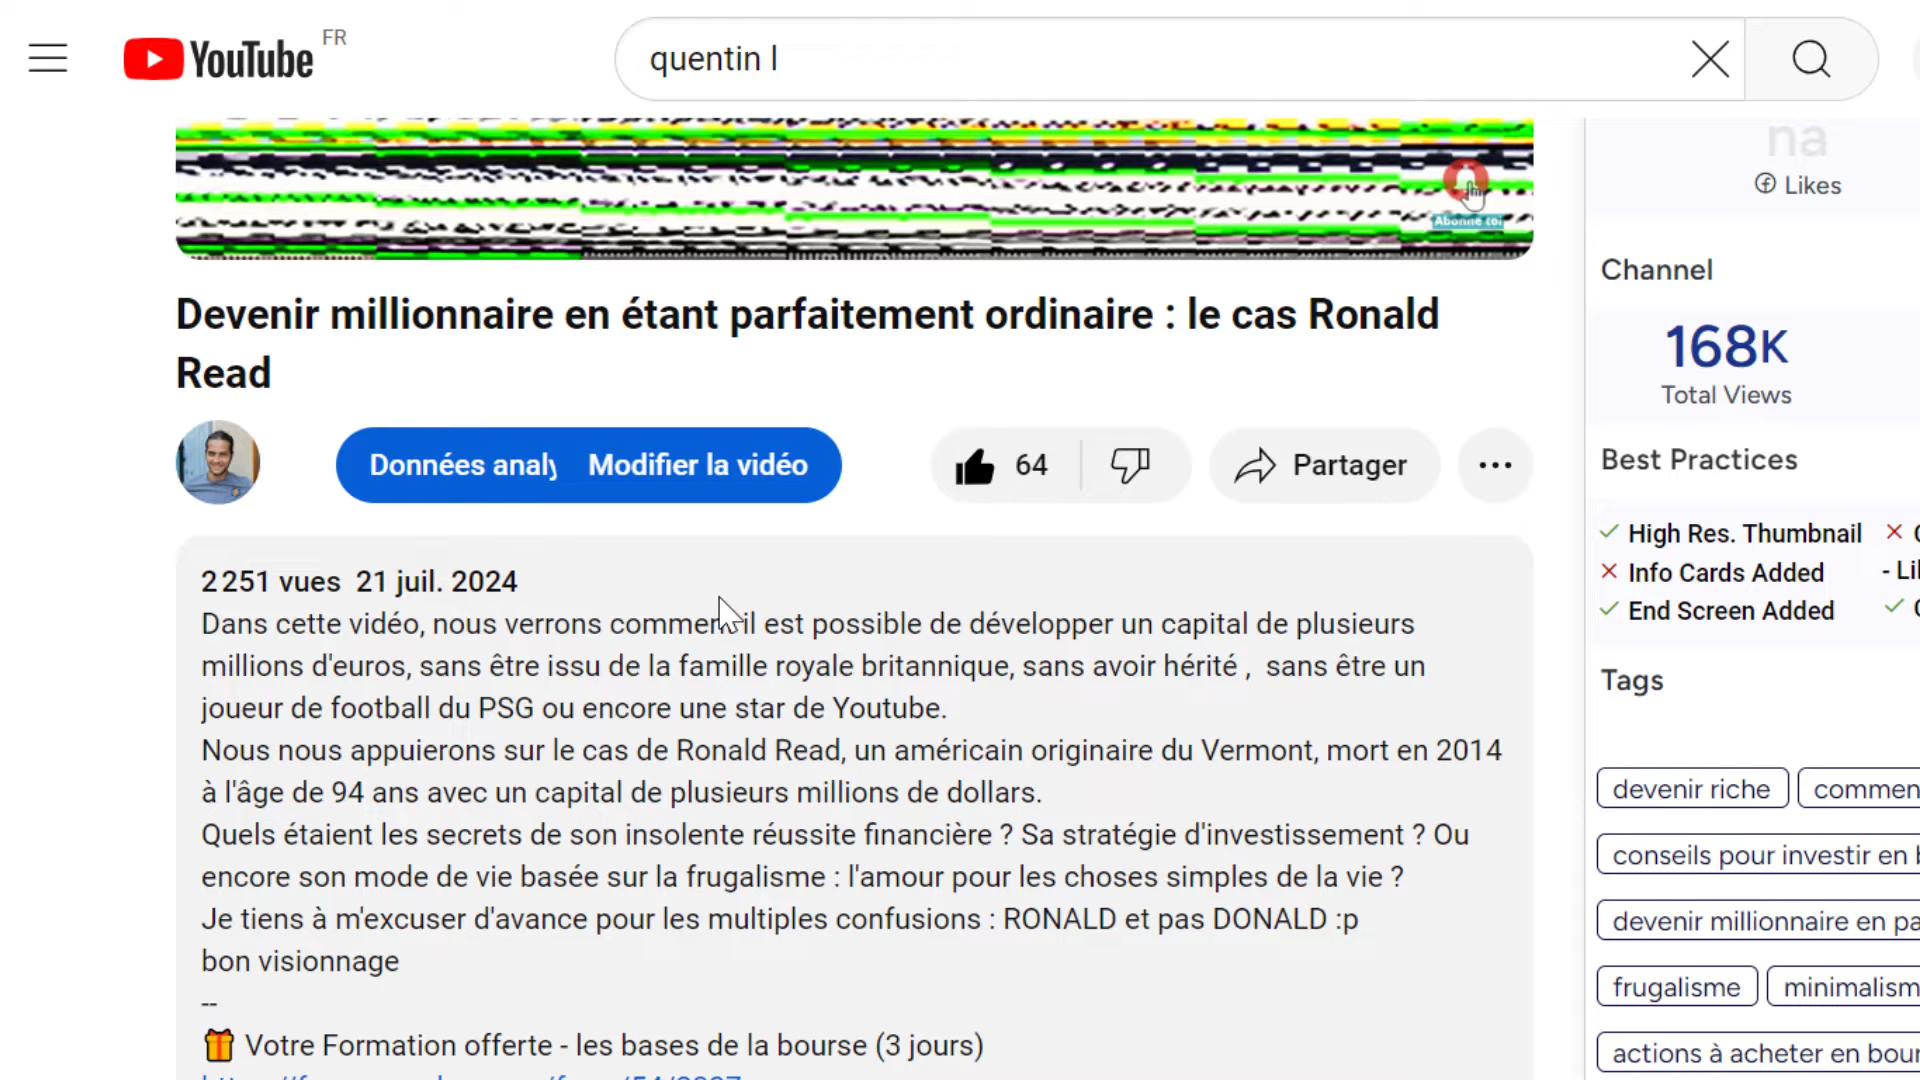 YouTube FR
quentin l
Abonne toi
na
Likes
Devenir millionnaire en étant parfaitement ordinaire : le cas Ronald
Read
Channel
168K
Total Views
Données analy
Modifier la vidéo
64
Partager
Best Practices
High Res. Thumbnail
Info Cards Added
End Screen Added
2 251 vues 21 juil. 2024
Dans cette vidéo, nous verrons comment il est possible de développer un capital de plusieurs
millions d'euros, sans être issu de la famille royale britannique, sans avoir hérité , sans être un
joueur de football du PSG ou encore une star de Youtube.
Nous nous appuierons sur le cas de Ronald Read, un américain originaire du Vermont, mort en 2014
à l'âge de 94 ans avec un capital de plusieurs millions de dollars.
Quels étaient les secrets de son insolente réussite financière ? Sa stratégie d'investissement ? Ou
encore son mode de vie basée sur la frugalisme : l'amour pour les choses simples de la vie ?
Je tiens à m'excuser d'avance pour les multiples confusions : RONALD et pas DONALD :p
bon visionnage
--
🎁 Votre Formation offerte - les bases de la bourse (3 jours)
Tags
devenir riche
commen
conseils pour investir en b
devenir millionnaire en pa
frugalisme
minimalism
actions à acheter en bour